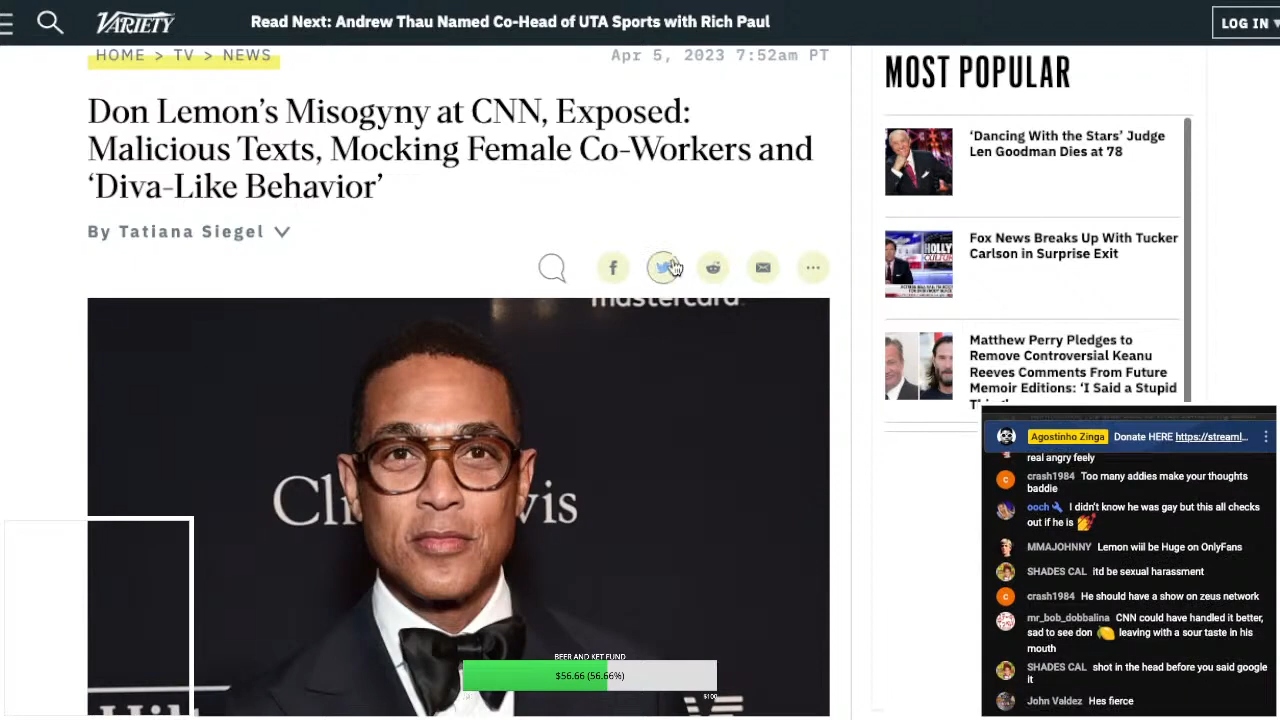 VARIETY
Read Next: Andrew Thau Named Co-Head of UTA Sports with Rich Paul
LOG IN
HOME > TV > NEWS
Apr 5, 2023 7:52am PT
Don Lemon's Misogyny at CNN, Exposed:
Malicious Texts, Mocking Female Co-Workers and
'Diva-Like Behavior'
By Tatiana Siegel
mastercard
Cli vis
BEER AND KET FUND
$56.66 (56.66%)
$100
MOST POPULAR
'Dancing With the Stars' Judge
Len Goodman Dies at 78
HOLLY
Fox News Breaks Up With Tucker
Carlson in Surprise Exit
Matthew Perry Pledges to
Remove Controversial Keanu
Reeves Comments From Future
Memoir Editions: 'I Said a Stupid
Agostinho Zinga Donate HERE https://streaml...
real angry feely
crash1984 Too many addies make your thoughts
baddie
ooch I didn't know he was gay but this all checks
out if he is
MMAJOHNNY Lemon wiil be Huge on OnlyFans
SHADES CAL itd be sexual harassment
crash1984 He should have a show on zeus network
mr_bob_dobbalina CNN could have handled it better,
sad to see don leaving with a sour taste in his
mouth
SHADES CAL shot in the head before you said google
it
John Valdez Hes fierce